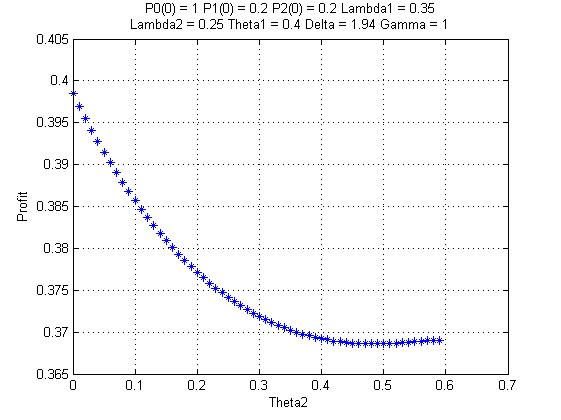 P0(0) = 1 P1(0) = 0.2 P2(0) = 0.2 Lambda1 = 0.35
Lambda2 = 0.25 Theta1 = 0.4 Delta = 1.94 Gamma = 1
0.405
0.4
0.395
0.39
0.385
0.38
0.375
0.37
0.365
Profit
0 0.1 0.2 0.3 0.4 0.5 0.6 0.7
Theta2